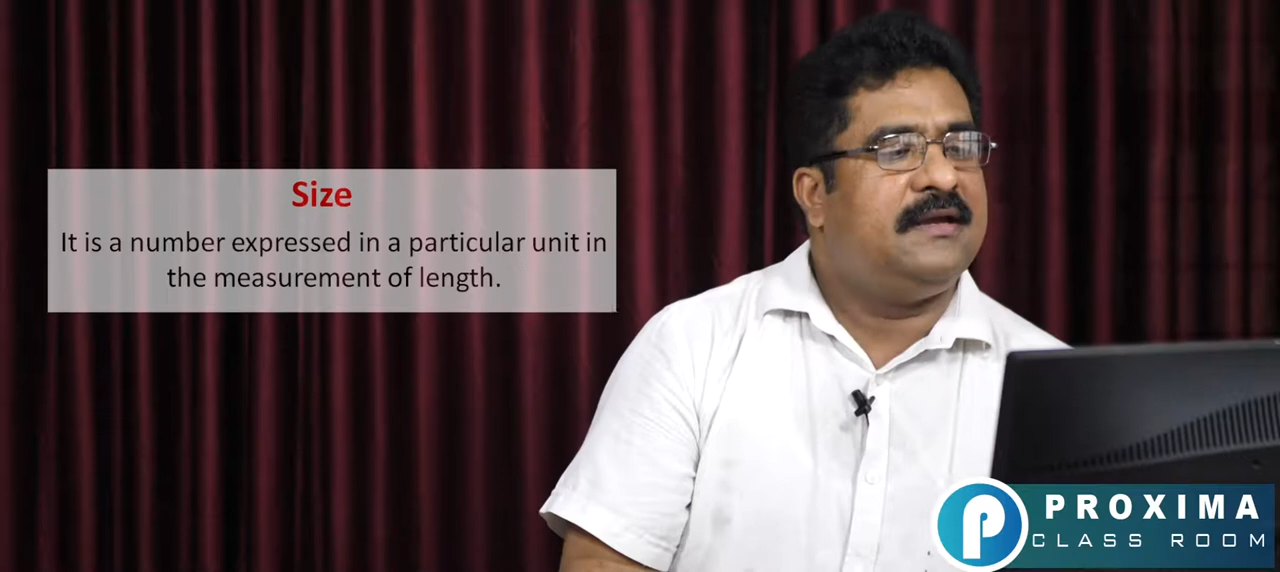 Size
It is a number expressed in a particular unit in
the measurement of length.
PROXIMA
CLASS ROOM